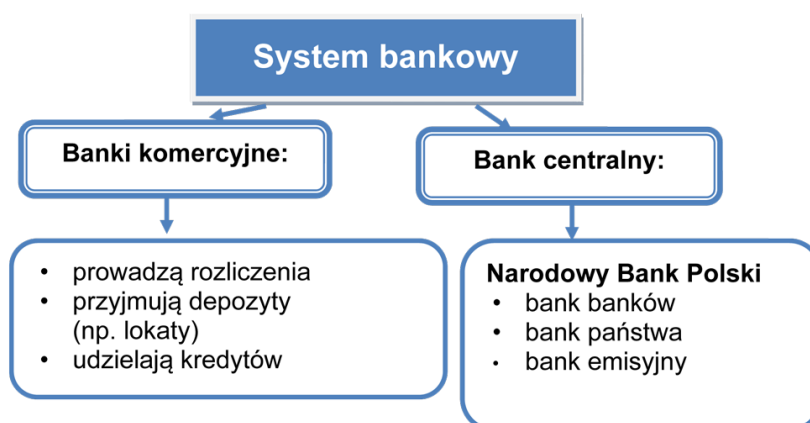 System bankowy
Banki komercyjne:
Bank centralny:
• prowadzą rozliczenia
• przyjmują depozyty
(np. lokaty)
• udzielają kredytów
Narodowy Bank Polski
• bank banków
• bank państwa
• bank emisyjny